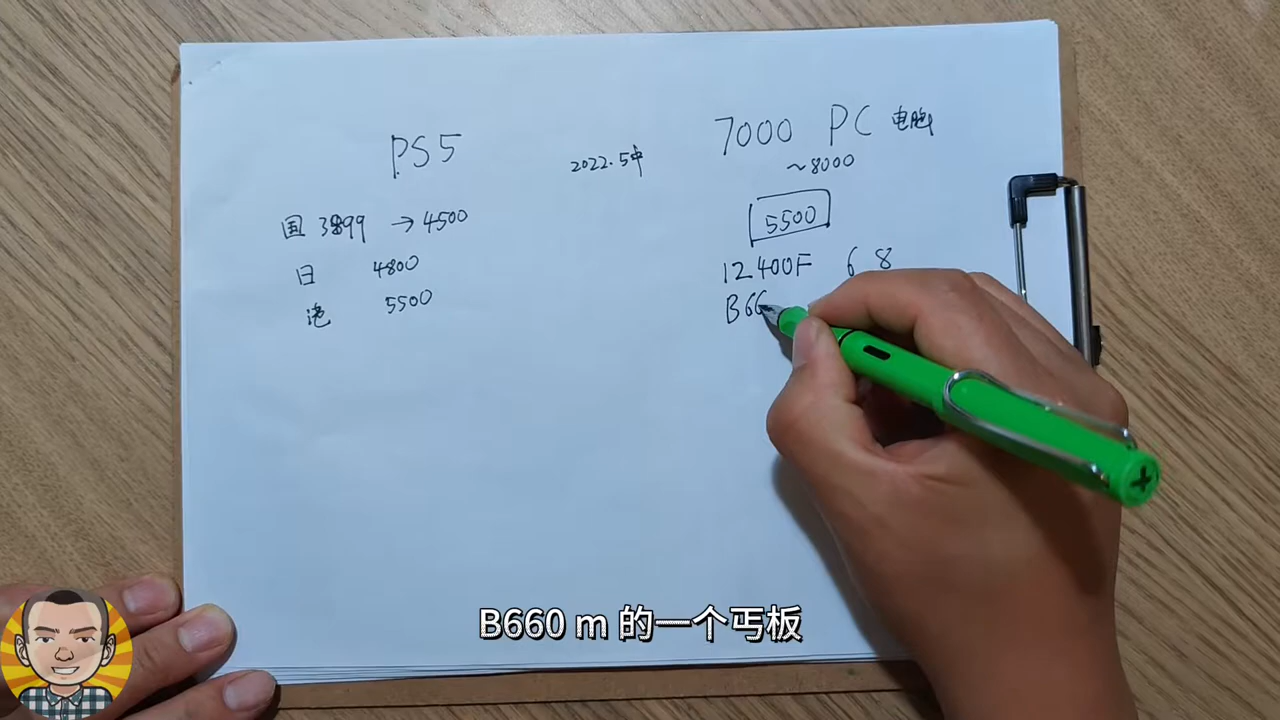 PS5
2022.5中
7000 PC 电脑
~8000
国 3899 → 4500
日 4800
港 5500
5500
12400F 6 8
B66
B660 m 的一个丐板